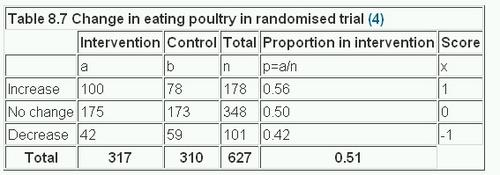 Table 8.7 Change in eating poultry in randomised trial (4)
Intervention Control Total Proportion in intervention Score
a b n p=a/n x
Increase 100 78 178 0.56 1
No change 175 173 348 0.50 0
Decrease 42 59 101 0.42 -1
Total 317 310 627 0.51